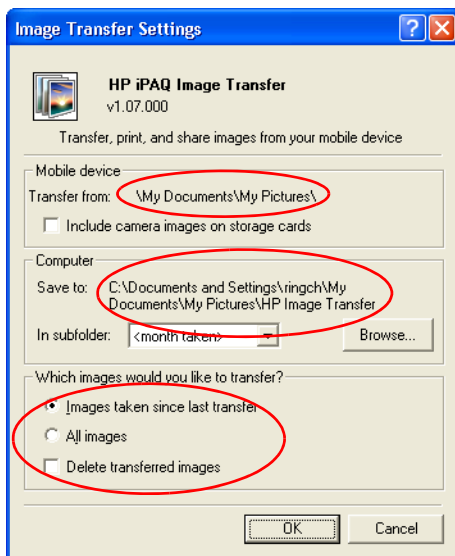 Image Transfer Settings
HP iPAQ Image Transfer
v1.07.000
Transfer, print, and share images from your mobile device
Mobile device
Transfer from: \My Documents\My Pictures\
Include camera images on storage cards
Computer
Save to: C:\Documents and Settings\ringch\My
Documents\My Pictures\HP Image Transfer
In subfolder: <month taken> Browse...
Which images would you like to transfer?
Images taken since last transfer
All images
Delete transferred images
OK Cancel